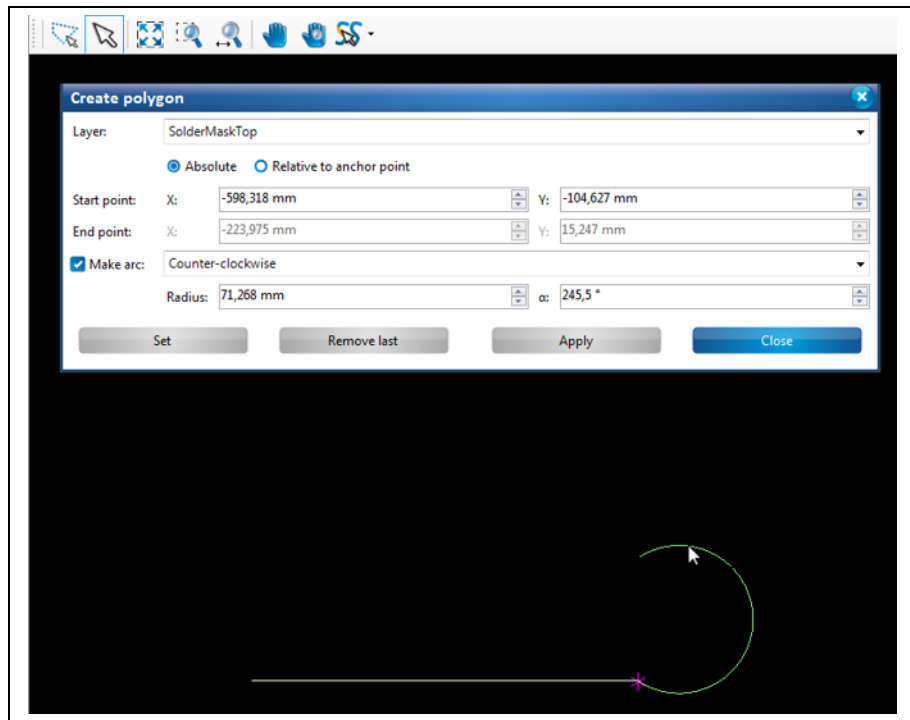 Create polygon
Layer: SolderMaskTop
Absolute Relative to anchor point
Start point: X: -598,318 mm Y: -104,627 mm
End point: X: -223,975 mm Y: 15,247 mm
Make arc: Counter-clockwise
Radius: 71,268 mm α: 245,5 °
Set Remove last Apply Close